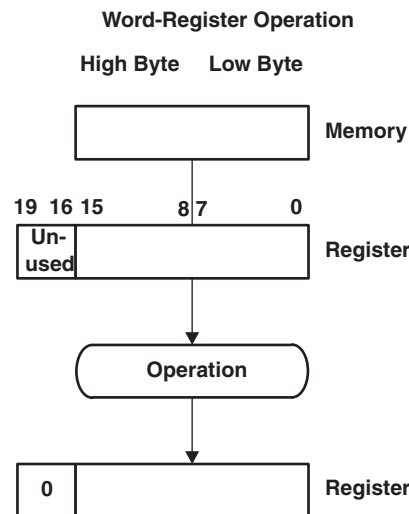 Word-Register Operation
High Byte Low Byte
Memory
19 16 15 8 7 0
Un-
used
Register
Operation
0
Register